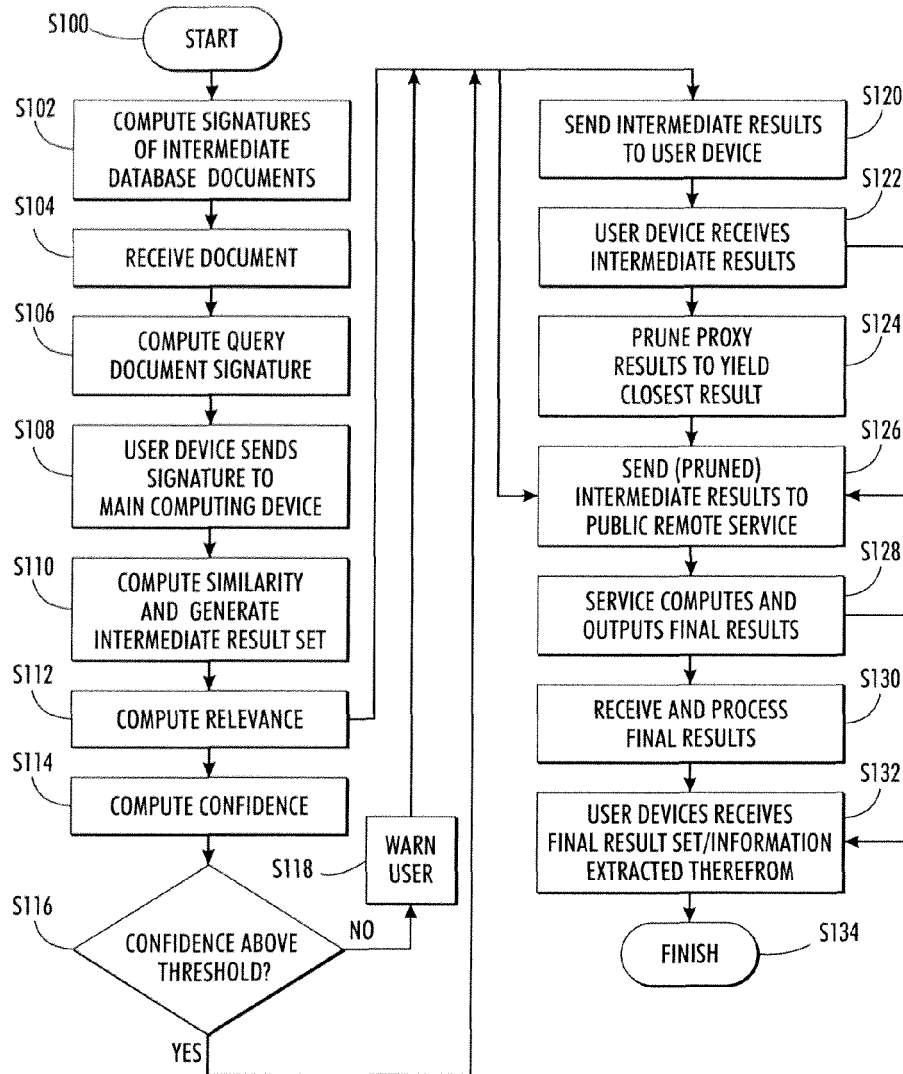 S100
START
S102
COMPUTE SIGNATURES
OF INTERMEDIATE
DATABASE DOCUMENTS
S104
RECEIVE DOCUMENT
S106
COMPUTE QUERY
DOCUMENT SIGNATURE
S108
USER DEVICE SENDS
SIGNATURE TO
MAIN COMPUTING DEVICE
S110
COMPUTE SIMILARITY
AND GENERATE
INTERMEDIATE RESULT SET
S112
COMPUTE RELEVANCE
S114
COMPUTE CONFIDENCE
S116
CONFIDENCE ABOVE
THRESHOLD?
NO
YES
S118
WARN
USER
S120
SEND INTERMEDIATE RESULTS
TO USER DEVICE
S122
USER DEVICE RECEIVES
INTERMEDIATE RESULTS
S124
PRUNE PROXY
RESULTS TO YIELD
CLOSEST RESULT
S126
SEND (PRUNED)
INTERMEDIATE RESULTS TO
PUBLIC REMOTE SERVICE
S128
SERVICE COMPUTES AND
OUTPUTS FINAL RESULTS
S130
RECEIVE AND PROCESS
FINAL RESULTS
S132
USER DEVICES RECEIVES
FINAL RESULT SET/INFORMATION
EXTRACTED THEREFROM
S134
FINISH